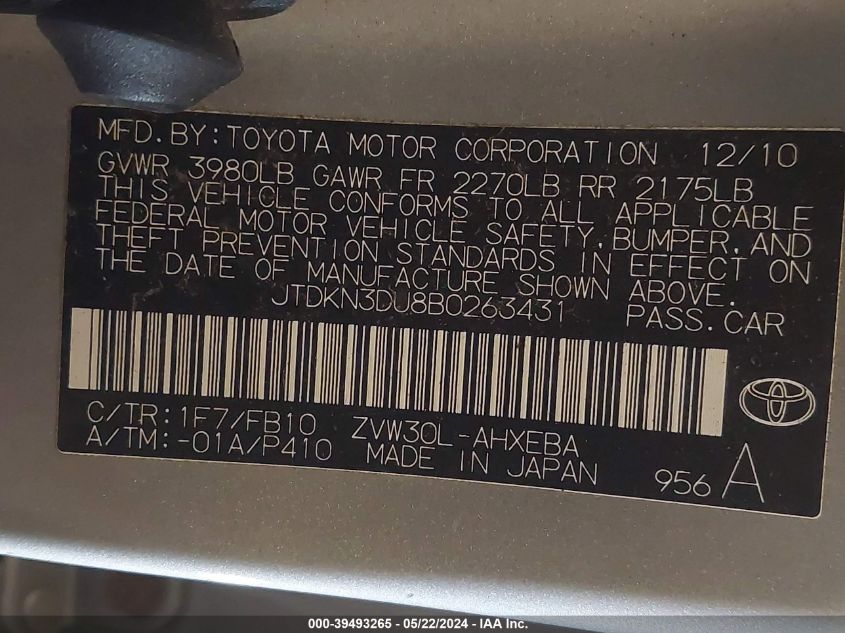 MFD.BY:TOYOTA MOTOR CORPORATION 12/10
GVWR 3980LB GAWR FR 2270LB RR 2175LB
THIS VEHICLE CONFORMS TO ALL APPLICABLE
FEDERAL MOTOR VEHICLE SAFETY,BUMPER,AND
THEFT PREVENTION STANDARDS IN EFFECT ON
THE DATE OF MANUFACTURE SHOWN ABOVE.
JTDKN3DU8B0263431 PASS.CAR
C/TR:1F7/FB10 ZVW30L-AHXEBA
A/TM:-01A/P410 MADE IN JAPAN 956 A
000-39493265 - 05/22/2024 - IAA Inc.